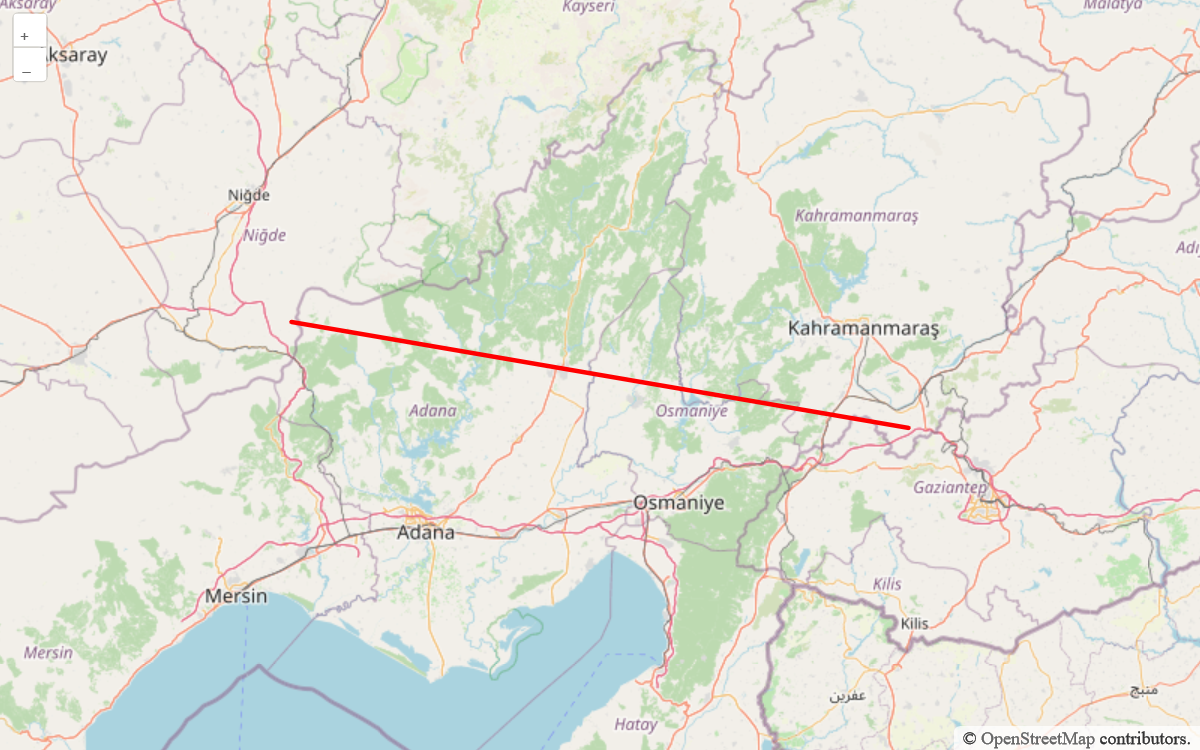 Aksaray
Kayseri
Malatya
+
ksaray
–
Niğde
Niğde
Kahramanmaraş
Kahramanmaraş
Adana
Osmaniye
Gaziantep
Osmaniye
Adana
Mersin
Kilis
Kilis
Mersin
عفرين
منبج
Hatay
© OpenStreetMap contributors.